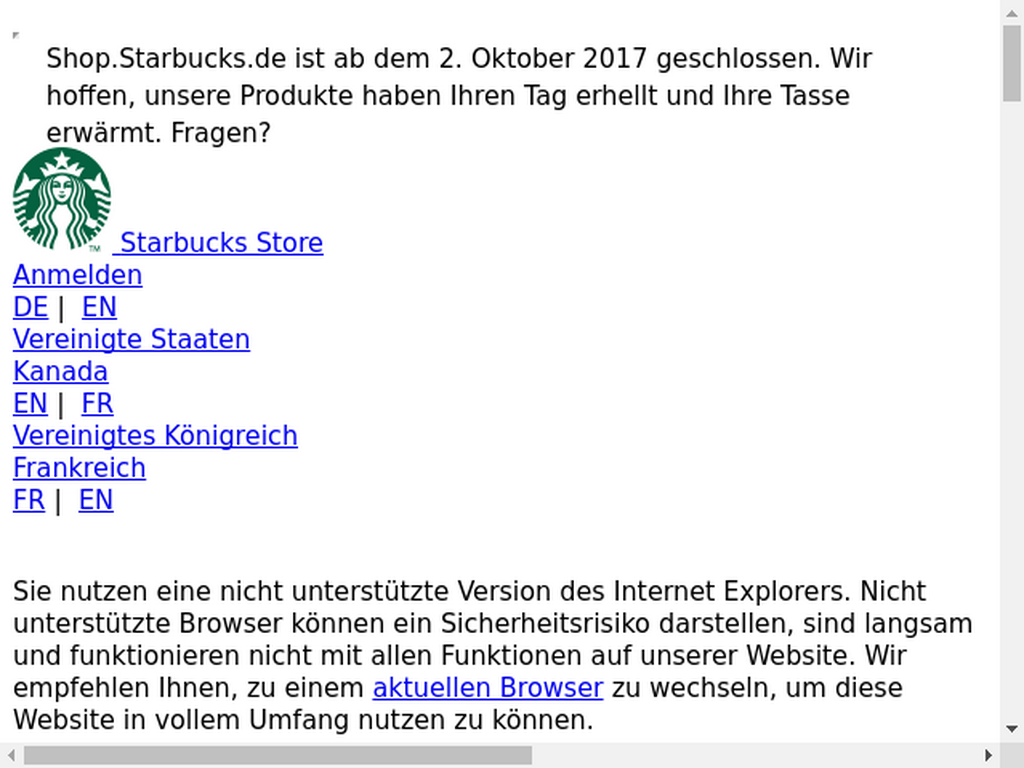 Shop.Starbucks.de ist ab dem 2. Oktober 2017 geschlossen. Wir
hoffen, unsere Produkte haben Ihren Tag erhellt und Ihre Tasse
erwärmt. Fragen?
TM
Starbucks Store
Anmelden
DE | EN
Vereinigte Staaten
Kanada
EN | FR
Vereinigtes Königreich
Frankreich
FR | EN
Sie nutzen eine nicht unterstützte Version des Internet Explorers. Nicht
unterstützte Browser können ein Sicherheitsrisiko darstellen, sind langsam
und funktionieren nicht mit allen Funktionen auf unserer Website. Wir
empfehlen Ihnen, zu einem aktuellen Browser zu wechseln, um diese
Website in vollem Umfang nutzen zu können.